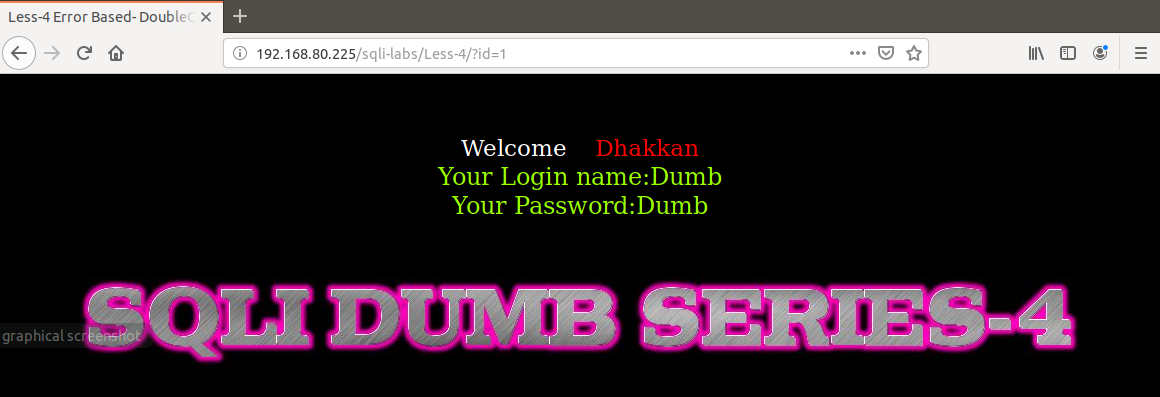 Less-4 Error Based- Double
192.168.80.225/sqli-labs/Less-4/?id=1
Welcome Dhakkan
Your Login name:Dumb
Your Password:Dumb
SQLI DUMB SERIES-4
graphical screenshot